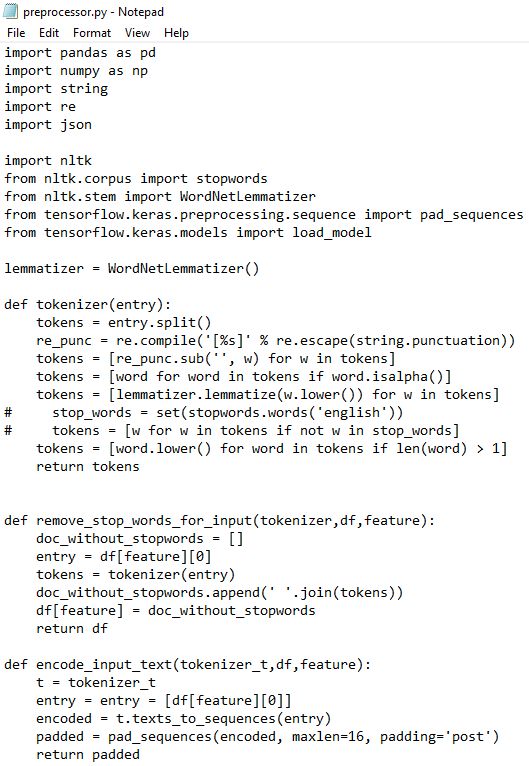 preprocessor.py - Notepad
File Edit Format View Help
import pandas as pd
import numpy as np
import string
import re
import json

import nltk
from nltk.corpus import stopwords
from nltk.stem import WordNetLemmatizer
from tensorflow.keras.preprocessing.sequence import pad_sequences
from tensorflow.keras.models import load_model

lemmatizer = WordNetLemmatizer()

def tokenizer(entry):
    tokens = entry.split()
    re_punc = re.compile('[%s]' % re.escape(string.punctuation))
    tokens = [re_punc.sub('', w) for w in tokens]
    tokens = [word for word in tokens if word.isalpha()]
    tokens = [lemmatizer.lemmatize(w.lower()) for w in tokens]
#     stop_words = set(stopwords.words('english'))
#     tokens = [w for w in tokens if not w in stop_words]
    tokens = [word.lower() for word in tokens if len(word) > 1]
    return tokens


def remove_stop_words_for_input(tokenizer,df,feature):
    doc_without_stopwords = []
    entry = df[feature][0]
    tokens = tokenizer(entry)
    doc_without_stopwords.append(' '.join(tokens))
    df[feature] = doc_without_stopwords
    return df

def encode_input_text(tokenizer_t,df,feature):
    t = tokenizer_t
    entry = entry = [df[feature][0]]
    encoded = t.texts_to_sequences(entry)
    padded = pad_sequences(encoded, maxlen=16, padding='post')
    return padded